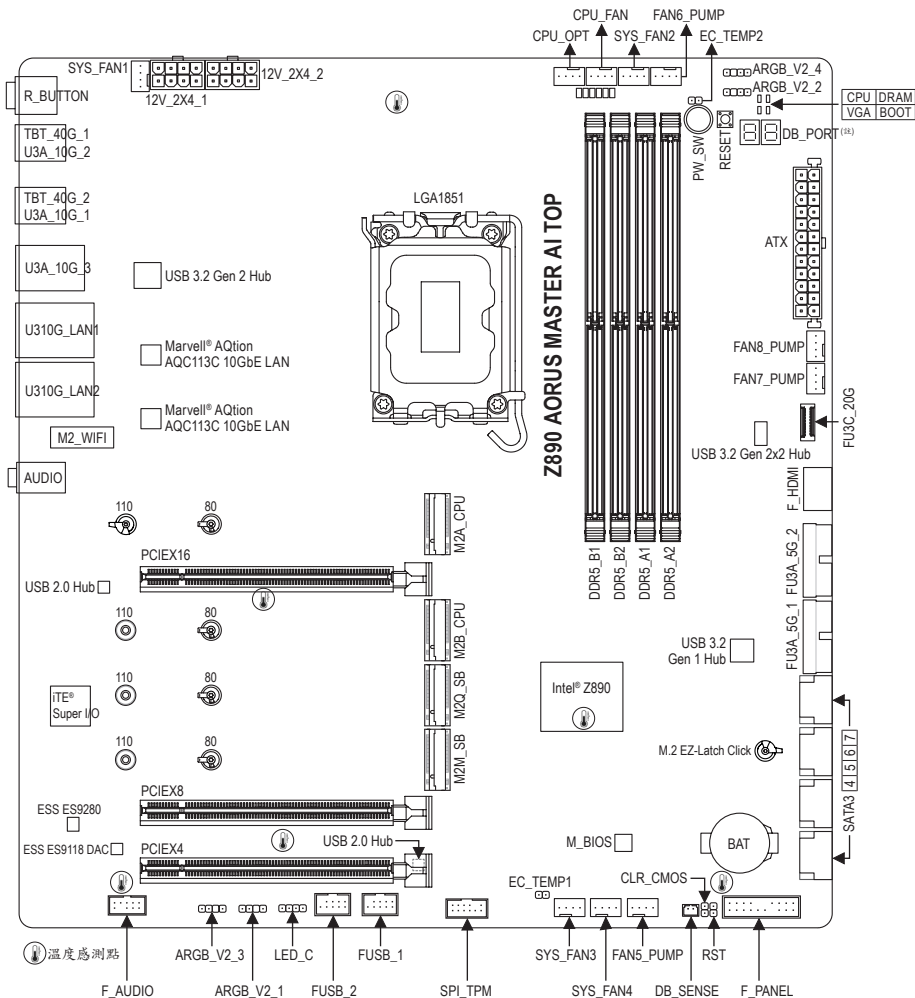 CPU_FAN
FAN6_PUMP
CPU_OPT
SYS_FAN2
EC_TEMP2
SYS_FAN1
12V_2X4_2
12V_2X4_1
ARGB_V2_4
ARGB_V2_2
CPU DRAM
VGA BOOT
R_BUTTON
TBT_40G_1
U3A_10G_2
PW_SW
RESET
DB_PORT(註)
TBT_40G_2
U3A_10G_1
LGA1851
Z890 AORUS MASTER AI TOP
ATX
U3A_10G_3
USB 3.2 Gen 2 Hub
U310G_LAN1
Marvell® AQtion
AQC113C 10GbE LAN
FAN8_PUMP
FAN7_PUMP
U310G_LAN2
Marvell® AQtion
AQC113C 10GbE LAN
FU3C_20G
M2_WIFI
USB 3.2 Gen 2x2 Hub
AUDIO
F_HDMI
110
80
M2A_CPU
DDR5_B1
DDR5_B2
DDR5_A1
DDR5_A2
FU3A_5G_2
PCIEX16
USB 2.0 Hub
110
80
M2B_CPU
FU3A_5G_1
USB 3.2
Gen 1 Hub
110
80
M2Q_SB
Intel® Z890
iTE®
Super I/O
110
80
M2M_SB
M.2 EZ-Latch Click
SATA3 4 5 6 7
PCIEX8
ESS ES9280
ESS ES9118 DAC
PCIEX4
USB 2.0 Hub
M_BIOS
BAT
EC_TEMP1
CLR_CMOS
溫度感測點
ARGB_V2_3
LED_C
FUSB_1
SYS_FAN3
FAN5_PUMP
RST
F_AUDIO
ARGB_V2_1
FUSB_2
SPI_TPM
SYS_FAN4
DB_SENSE
F_PANEL